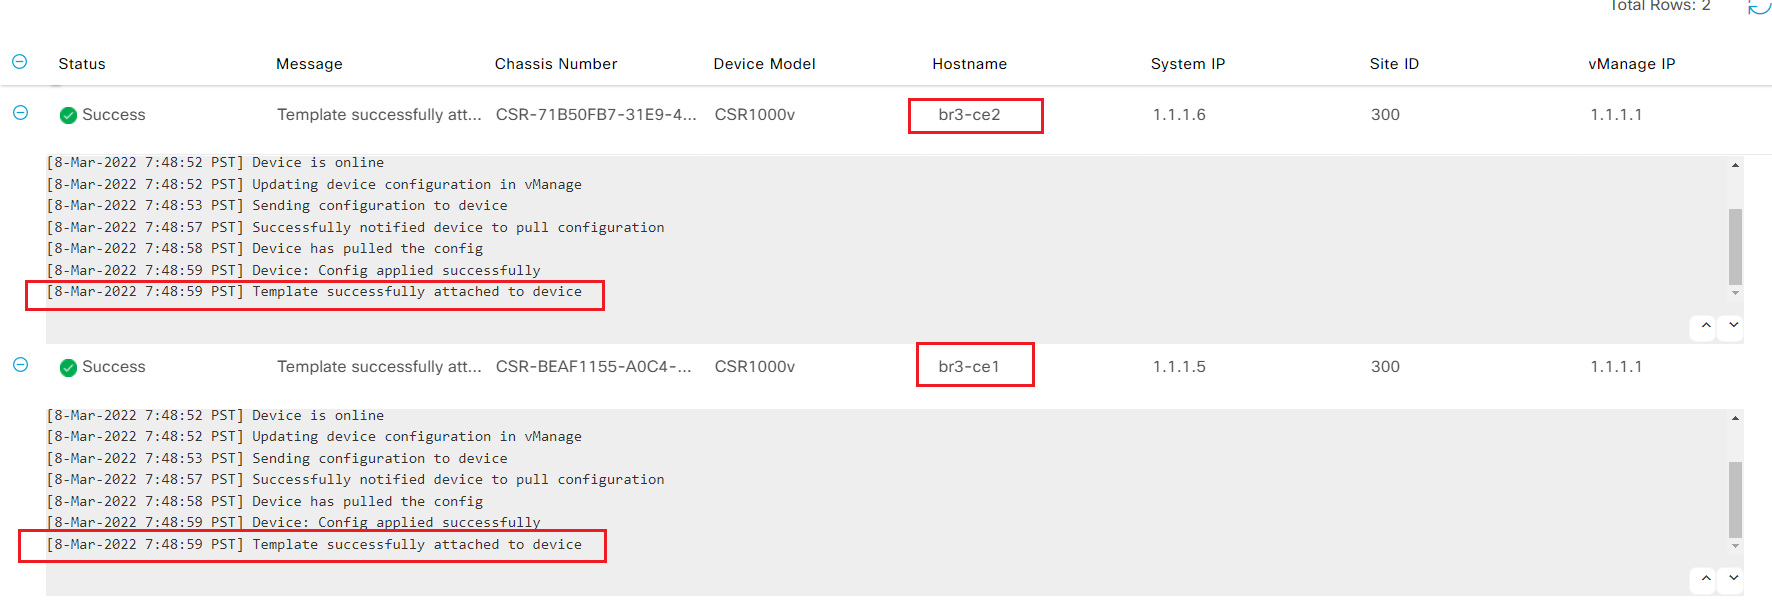 Total Rows: 2
Status Message Chassis Number Device Model Hostname System IP Site ID vManage IP
Success Template successfully att... CSR-71B50FB7-31E9-4... CSR1000v br3-ce2 1.1.1.6 300 1.1.1.1
[8-Mar-2022 7:48:52 PST] Device is online
[8-Mar-2022 7:48:52 PST] Updating device configuration in vManage
[8-Mar-2022 7:48:53 PST] Sending configuration to device
[8-Mar-2022 7:48:57 PST] Successfully notified device to pull configuration
[8-Mar-2022 7:48:58 PST] Device has pulled the config
[8-Mar-2022 7:48:59 PST] Device: Config applied successfully
[8-Mar-2022 7:48:59 PST] Template successfully attached to device
Success Template successfully att... CSR-BEAF1155-A0C4-... CSR1000v br3-ce1 1.1.1.5 300 1.1.1.1
[8-Mar-2022 7:48:52 PST] Device is online
[8-Mar-2022 7:48:52 PST] Updating device configuration in vManage
[8-Mar-2022 7:48:53 PST] Sending configuration to device
[8-Mar-2022 7:48:57 PST] Successfully notified device to pull configuration
[8-Mar-2022 7:48:58 PST] Device has pulled the config
[8-Mar-2022 7:48:59 PST] Device: Config applied successfully
[8-Mar-2022 7:48:59 PST] Template successfully attached to device